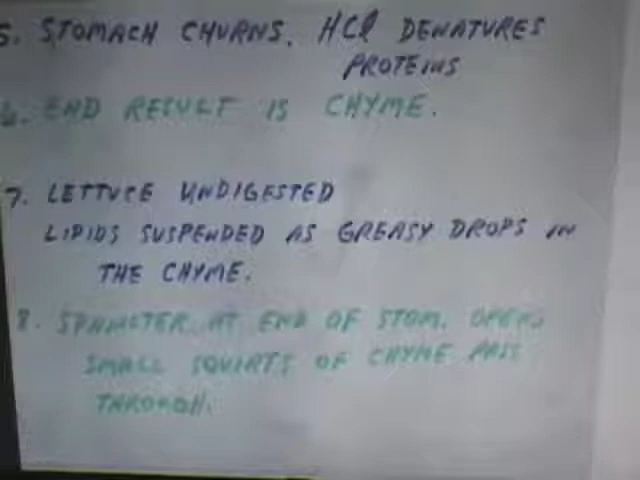 5. STOMACH CHURNS. HCl DENATURES
PROTEINS
6. END RESULT IS CHYME.
7. LETTUCE UNDIGESTED
LIPIDS SUSPENDED AS GREASY DROPS IN
THE CHYME.
8. SPHINCTER AT END OF STOM. OPENS
SMALL SQUIRTS OF CHYME PASS
THROUGH.